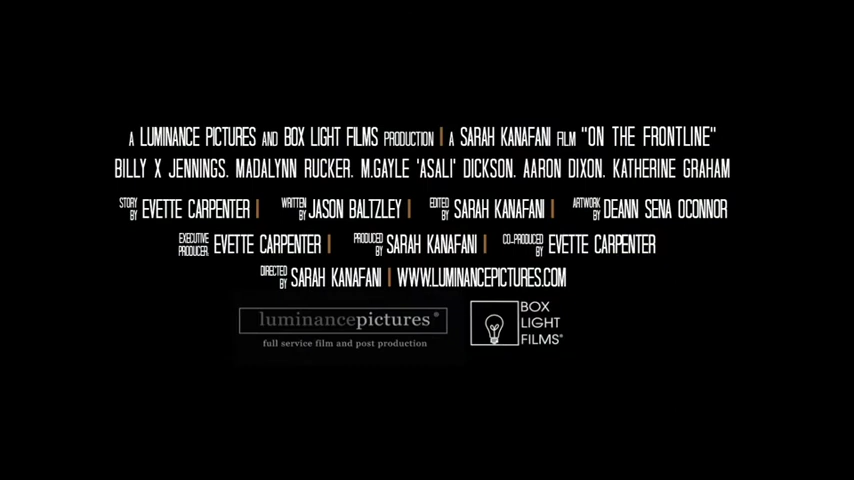 A LUMINANCE PICTURES AND BOX LIGHT FILMS PRODUCTION | A SARAH KANAFANI FILM "ON THE FRONTLINE"
BILLY X JENNINGS. MADALYNN RUCKER. M.GAYLE 'ASALI' DICKSON. AARON DIXON. KATHERINE GRAHAM
STORY BY EVETTE CARPENTER | WRITTEN BY JASON BALTZLEY | EDITED BY SARAH KANAFANI | ARTWORK BY DEANN SENA OCONNOR
EXECUTIVE PRODUCER: EVETTE CARPENTER | PRODUCED BY SARAH KANAFANI | CO-PRODUCED BY EVETTE CARPENTER
DIRECTED BY SARAH KANAFANI | WWW.LUMINANCEPICTURES.COM
luminancepictures®
full service film and post production
BOX
LIGHT
FILMS®